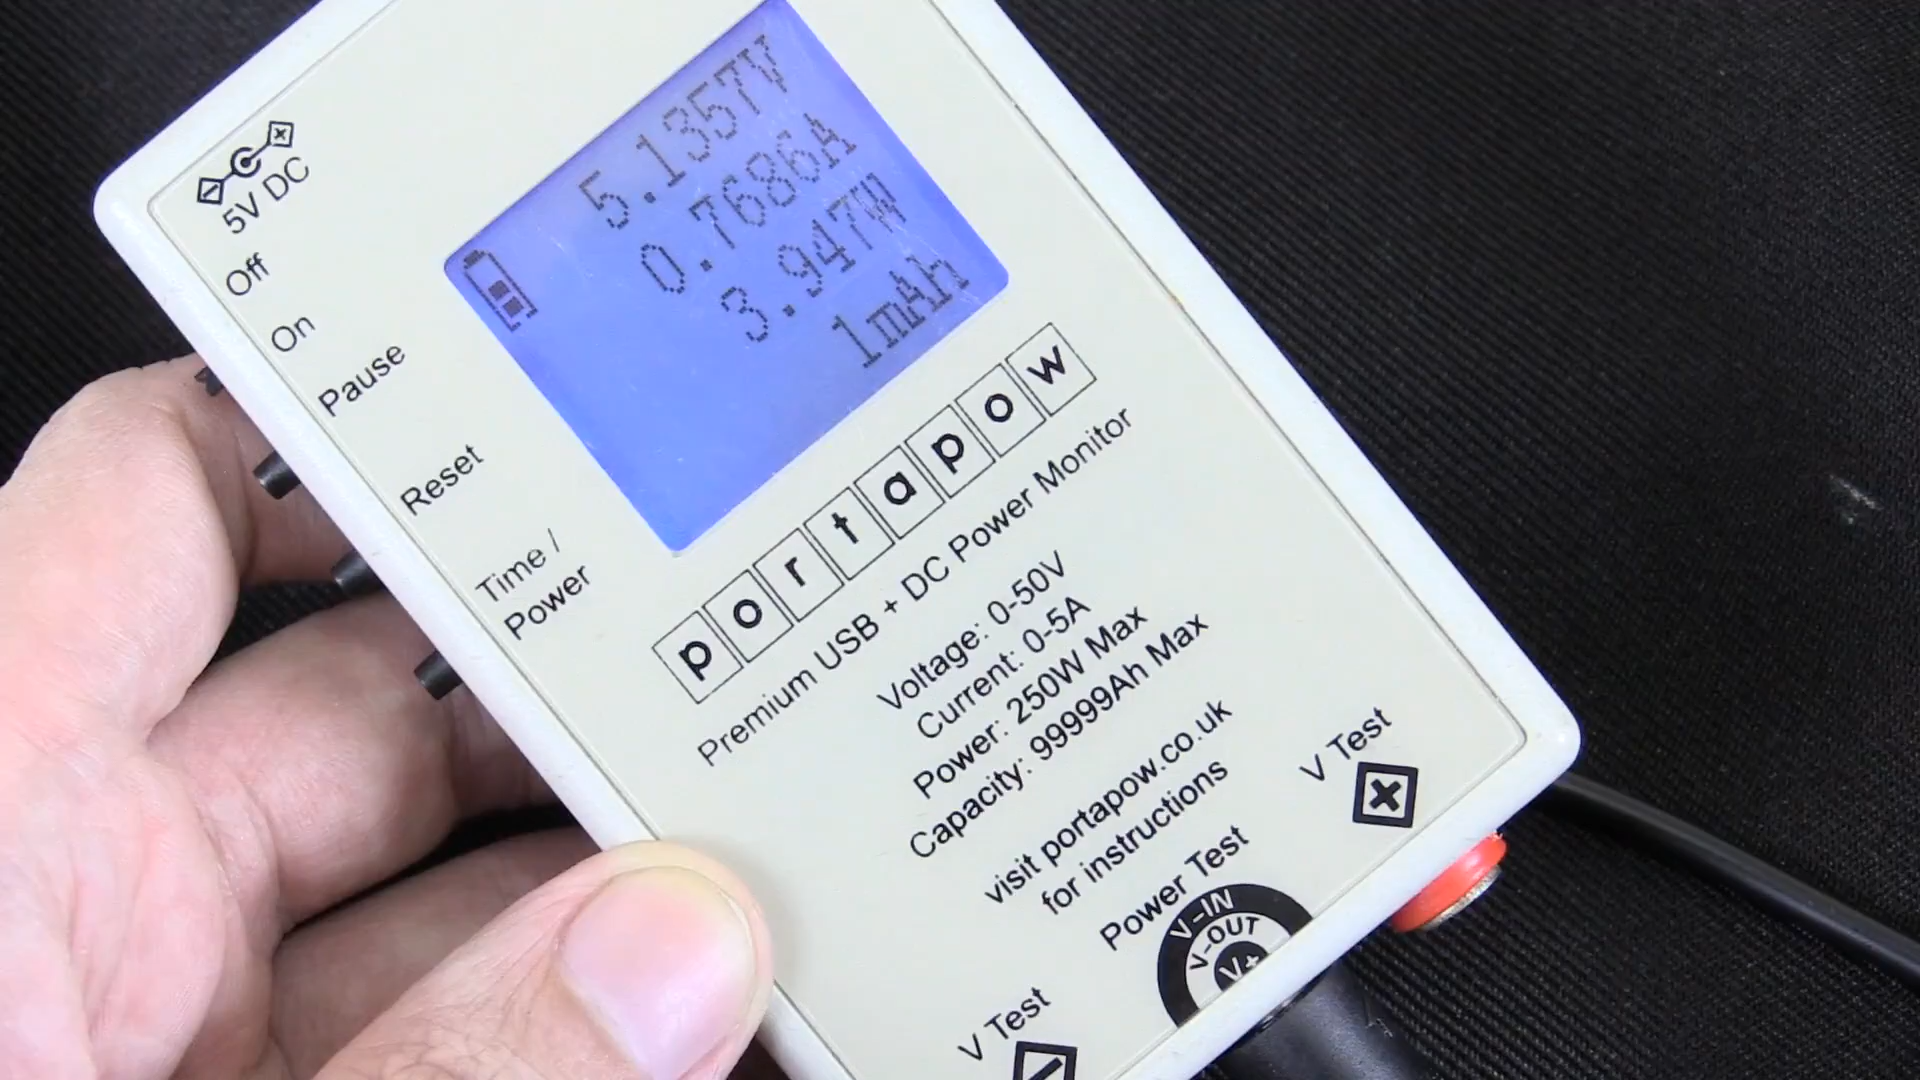 5V DC
Off
On
Pause
Reset
Time /
Power
5.1357V
0.7686A
3.947W
1mAh
portapow
Premium USB + DC Power Monitor
Voltage: 0-50V
Current: 0-5A
Power: 250W Max
Capacity: 99999Ah Max
visit portapow.co.uk
for instructions
V Test
Power Test
V-IN
V-OUT
V+
V Test